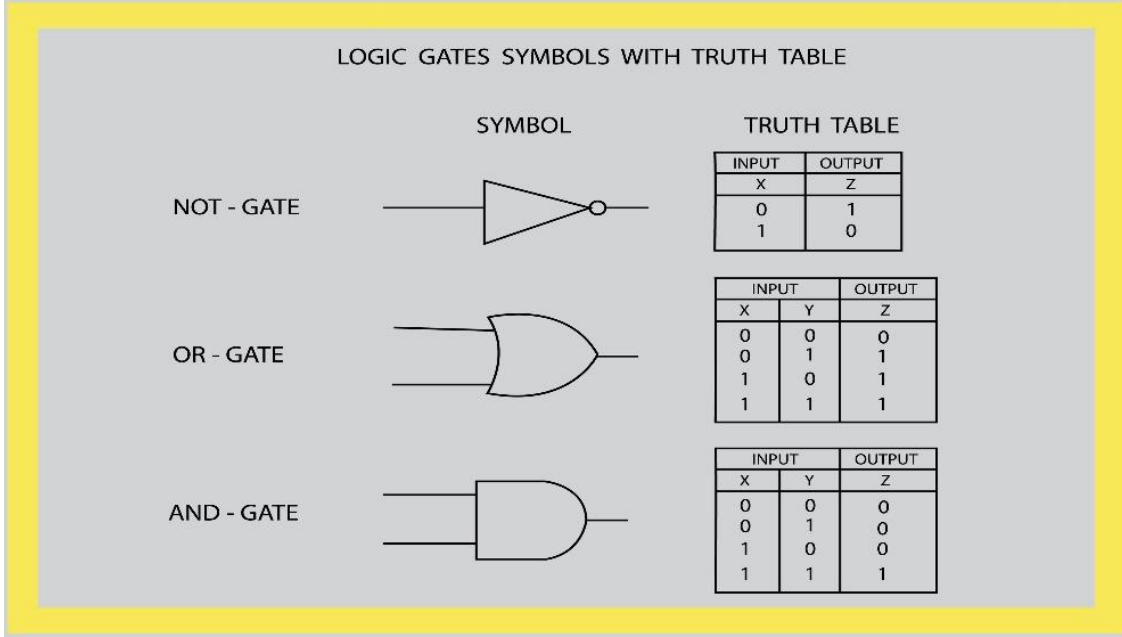 LOGIC GATES SYMBOLS WITH TRUTH TABLE
SYMBOL TRUTH TABLE
NOT - GATE
INPUT OUTPUT
X Z
0 1
1 0
OR - GATE
INPUT OUTPUT
X Y Z
0 0 0
0 1 1
1 0 1
1 1 1
AND - GATE
INPUT OUTPUT
X Y Z
0 0 0
0 1 0
1 0 0
1 1 1